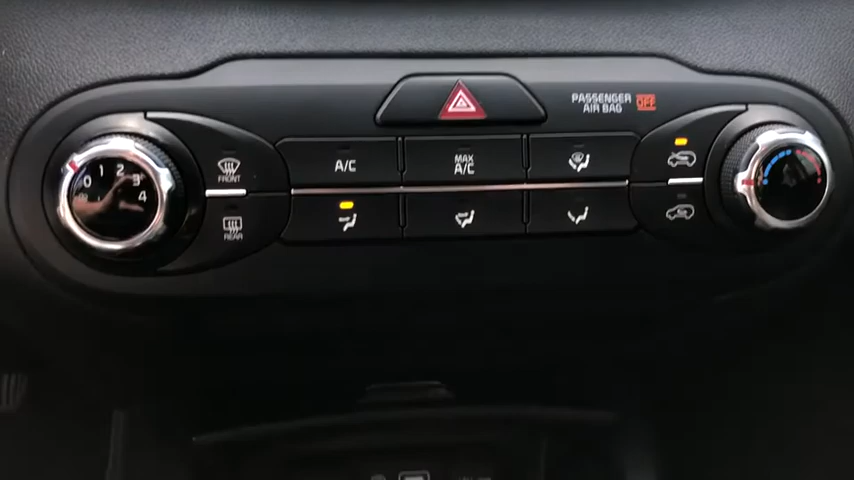 PASSENGER
AIR BAG OFF
0 1 2 3 4
FRONT
A/C
MAX
A/C
REAR